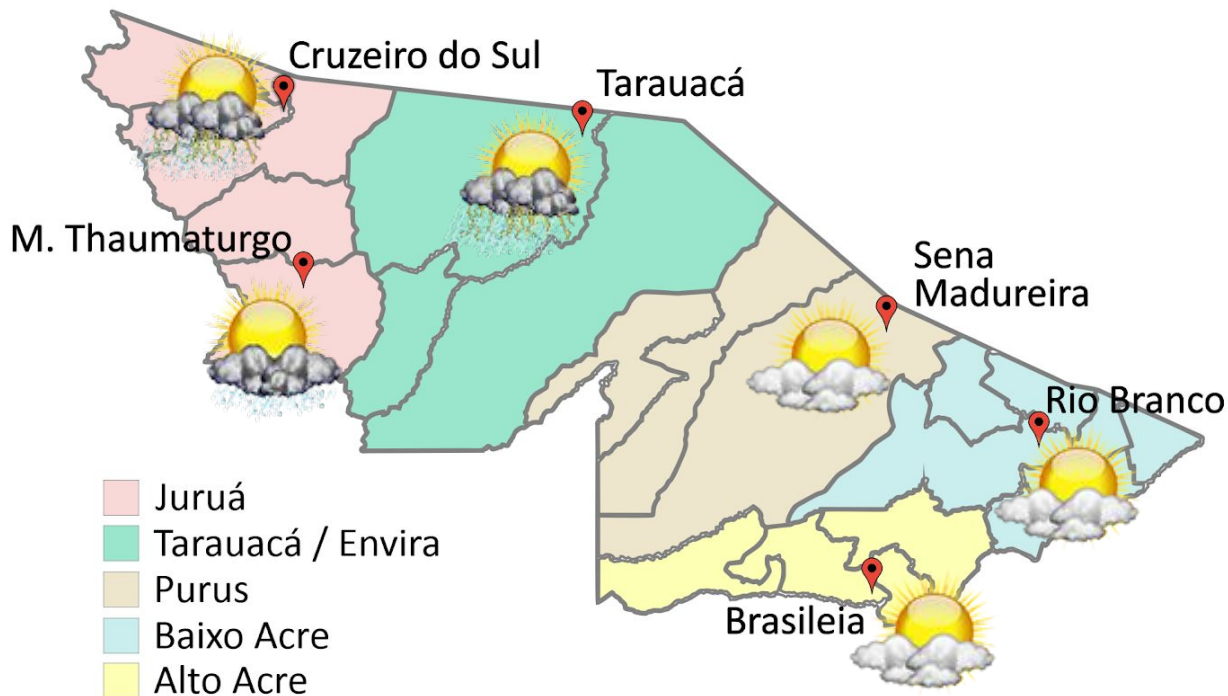 Cruzeiro do Sul
Tarauacá
M. Thaumaturgo
Sena
Madureira
Rio Branco
Brasileia
Juruá
Tarauacá / Envira
Purus
Baixo Acre
Alto Acre